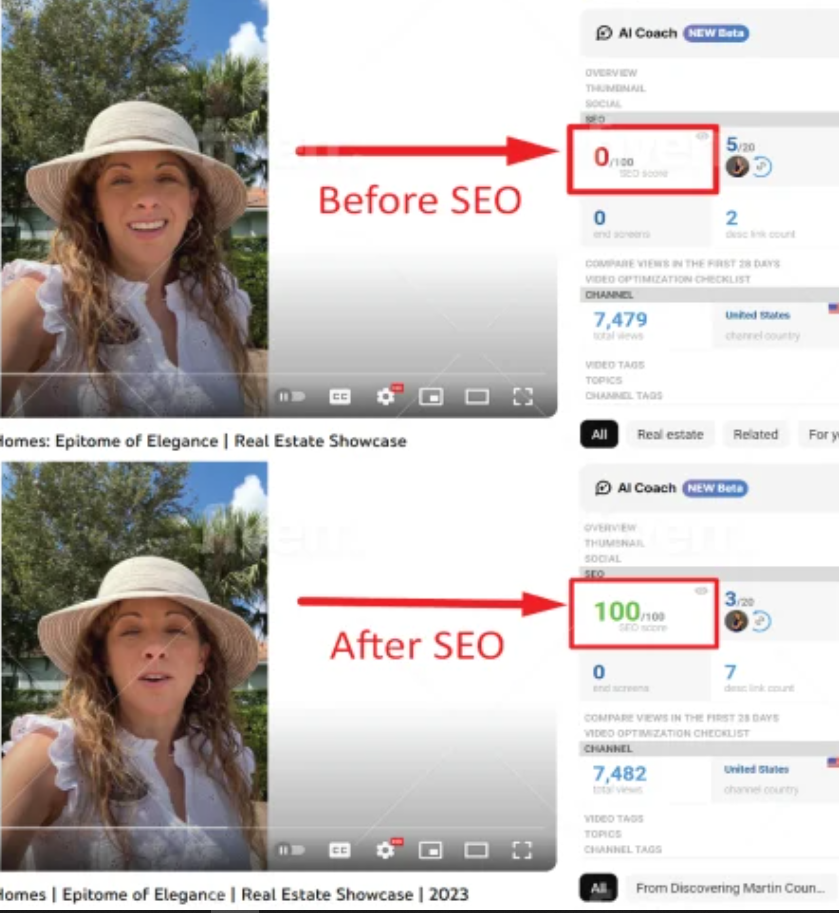 AI Coach NEW Beta
OVERVIEW
THUMBNAIL
SOCIAL
SEO
0/100
SEO score
5/20
Before SEO
0
end screens
2
desc link count
COMPARE VIEWS IN THE FIRST 28 DAYS
VIDEO OPTIMIZATION CHECKLIST
CHANNEL
7,479
total views
United States
channel country
VIDEO TAGS
TOPICS
CHANNEL TAGS
CC
All Real estate Related For y
Homes: Epitome of Elegance | Real Estate Showcase
AI Coach NEW Beta
OVERVIEW
THUMBNAIL
SOCIAL
SEO
100/100
SEO score
3/20
After SEO
0
end screens
7
desc link count
COMPARE VIEWS IN THE FIRST 28 DAYS
VIDEO OPTIMIZATION CHECKLIST
CHANNEL
7,482
total views
United States
channel country
VIDEO TAGS
TOPICS
CHANNEL TAGS
CC
All From Discovering Martin Coun...
Homes | Epitome of Elegance | Real Estate Showcase | 2023